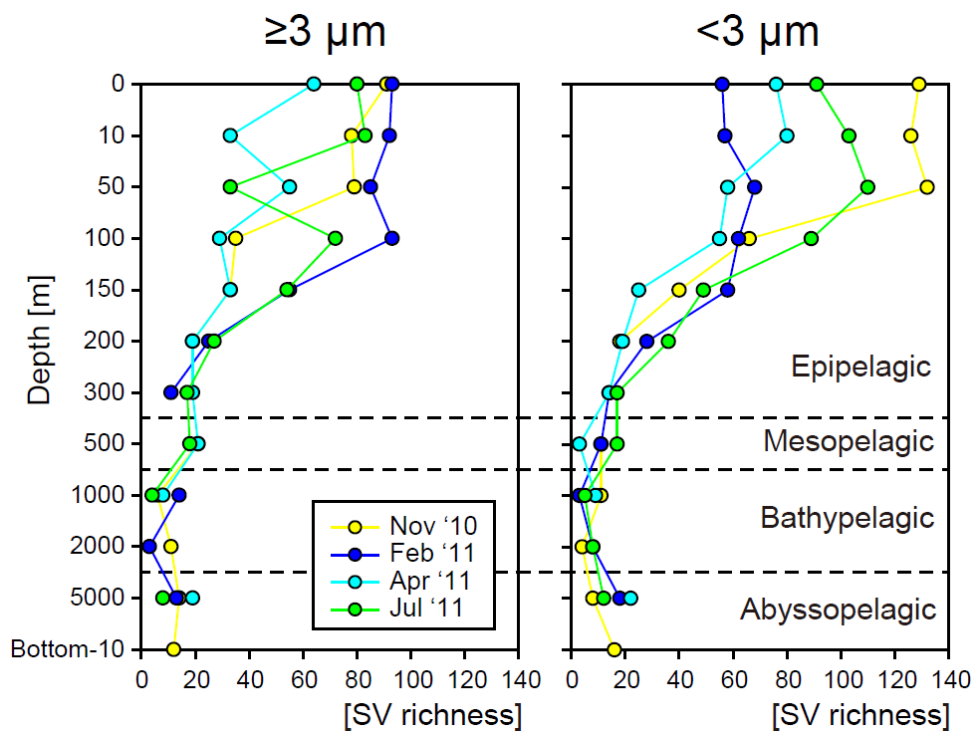 ≥3 μm
<3 μm
Depth [m]
0
10
50
100
150
200
300
500
1000
2000
5000
Bottom-10
Epipelagic
Mesopelagic
Bathypelagic
Abyssopelagic
Nov ‘10
Feb ‘11
Apr ‘11
Jul ‘11
0 20 40 60 80 100 120 140
0 20 40 60 80 100 120 140
[SV richness]
[SV richness]